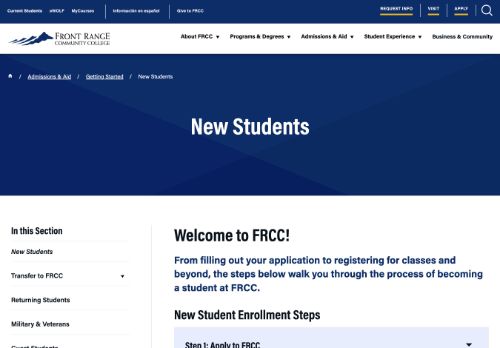 Current Students eWOLF MyCourses Información en español Give to FRCC REQUEST INFO VISIT APPLY
FRONT RANGE
COMMUNITY COLLEGE
About FRCC Programs & Degrees Admissions & Aid Student Experience Business & Community
/ Admissions & Aid / Getting Started / New Students
New Students
In this Section
New Students
Transfer to FRCC
Returning Students
Military & Veterans
Guest Students
Welcome to FRCC!
From filling out your application to registering for classes and
beyond, the steps below walk you through the process of becoming
a student at FRCC.
New Student Enrollment Steps
Step 1: Apply to FRCC